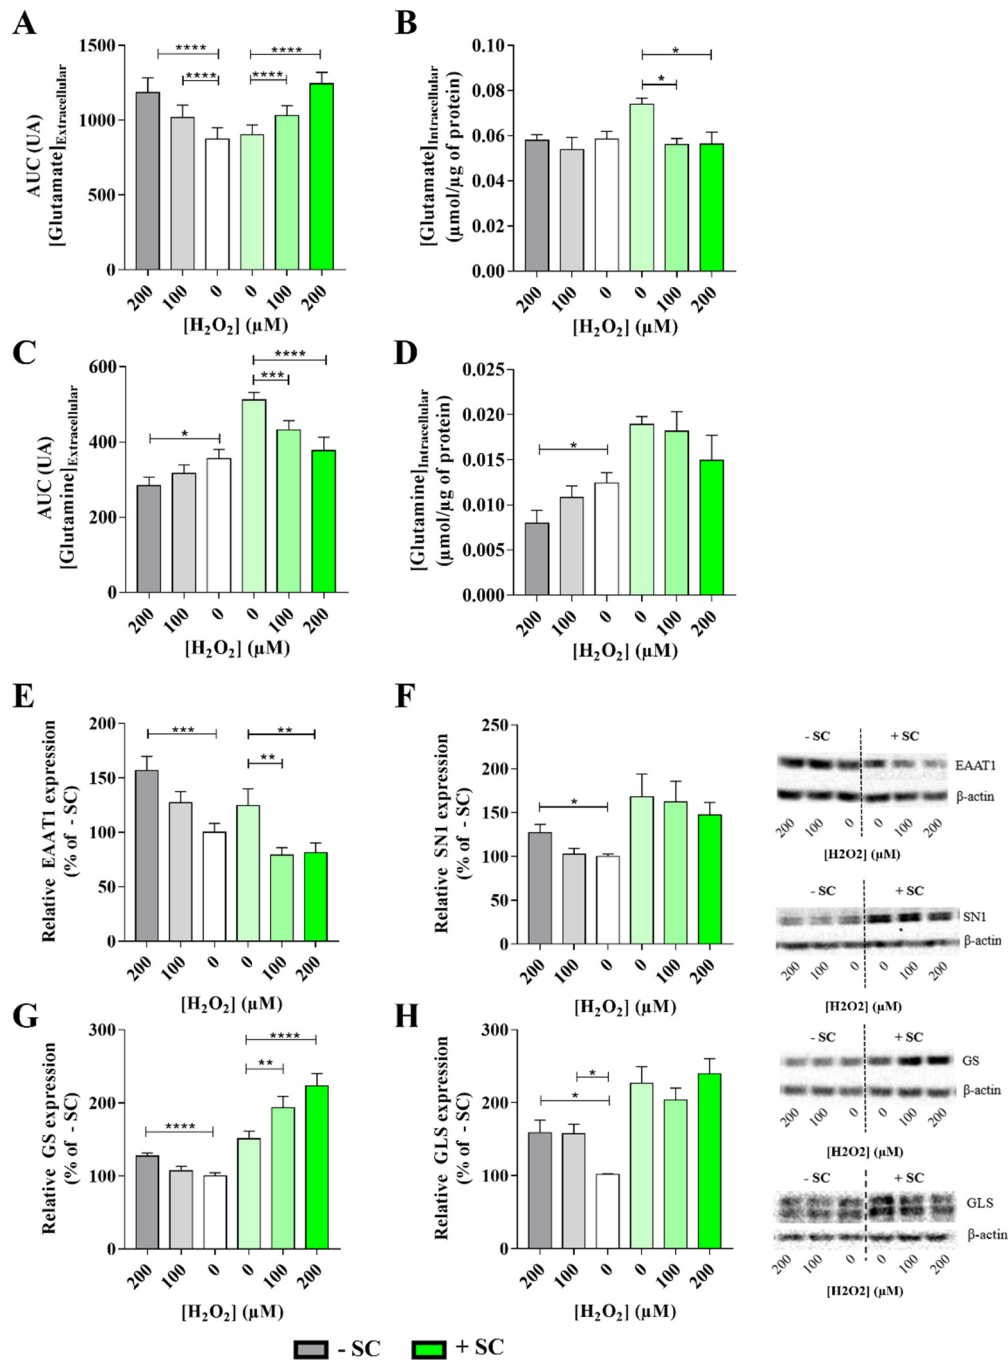 A
AUC (UA)
[Glutamate]Extracellular
1500
1000
500
0
**** ****
**** ****
200 100 0 0 100 200
[H₂O₂] (µM)
B
[Glutamate]Intracellular
(µmol/µg of protein)
0.10
0.08
0.06
0.04
0.02
0.00
*
*
200 100 0 0 100 200
[H₂O₂] (µM)
C
AUC (UA)
[Glutamine]Extracellular
600
400
200
0
****
***
*
200 100 0 0 100 200
[H₂O₂] (µM)
D
[Glutamine]Intracellular
(µmol/µg of protein)
0.025
0.020
0.015
0.010
0.005
0.000
*
200 100 0 0 100 200
[H₂O₂] (µM)
E
Relative EAAT1 expression
(% of - SC)
200
150
100
50
0
*** **
**
200 100 0 0 100 200
[H₂O₂] (µM)
F
Relative SN1 expression
(% of - SC)
250
200
150
100
50
0
*
200 100 0 0 100 200
[H₂O₂] (µM)
- SC + SC
EAAT1
β-actin
200 100 0 0 100 200
[H2O2] (µM)
- SC + SC
SN1
β-actin
200 100 0 0 100 200
[H2O2] (µM)
G
Relative GS expression
(% of - SC)
300
200
100
0
****
**
****
200 100 0 0 100 200
[H₂O₂] (µM)
H
Relative GLS expression
(% of - SC)
300
200
100
0
*
*
200 100 0 0 100 200
[H₂O₂] (µM)
- SC + SC
GS
β-actin
200 100 0 0 100 200
[H2O2] (µM)
- SC + SC
GLS
β-actin
200 100 0 0 100 200
[H2O2] (µM)
- SC + SC